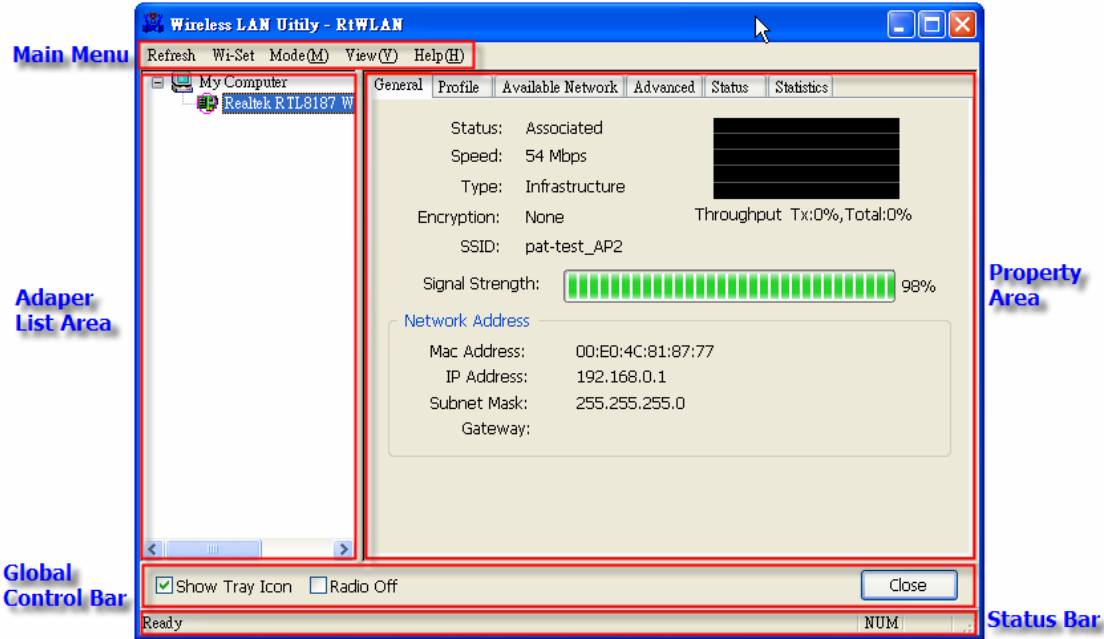 Wireless LAN Uitily - RtWLAN
Main Menu
Refresh Wi-Set Mode(M) View(V) Help(H)
My Computer
Realtek RTL8187 W
General Profile Available Network Advanced Status Statistics
Status: Associated
Speed: 54 Mbps
Type: Infrastructure
Encryption: None
Throughput Tx:0%,Total:0%
SSID: pat-test_AP2
Signal Strength: 98%
Property
Area
Adaper
List Area
Network Address
Mac Address: 00:E0:4C:81:87:77
IP Address: 192.168.0.1
Subnet Mask: 255.255.255.0
Gateway:
Global
Control Bar
Show Tray Icon Radio Off Close
Ready NUM
Status Bar